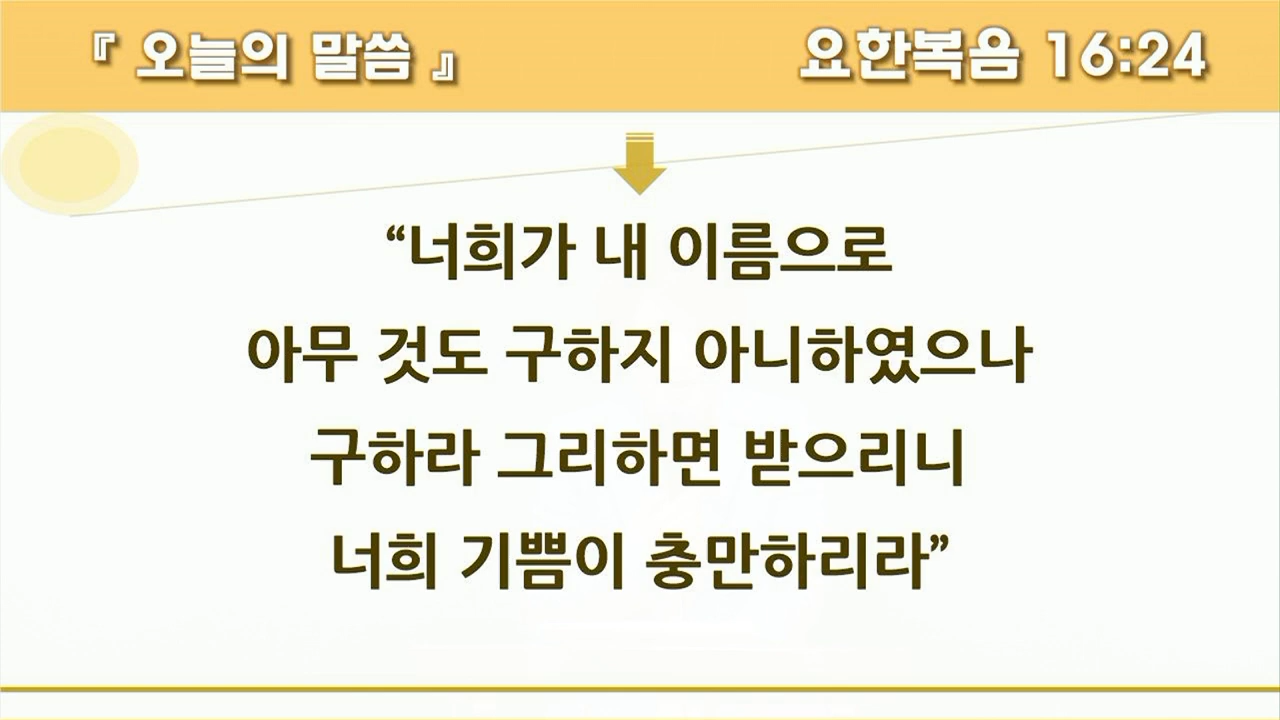 『 오늘의 말씀 』 요한복음 16:24
“너희가 내 이름으로
아무 것도 구하지 아니하였으나
구하라 그리하면 받으리니
너희 기쁨이 충만하리라”